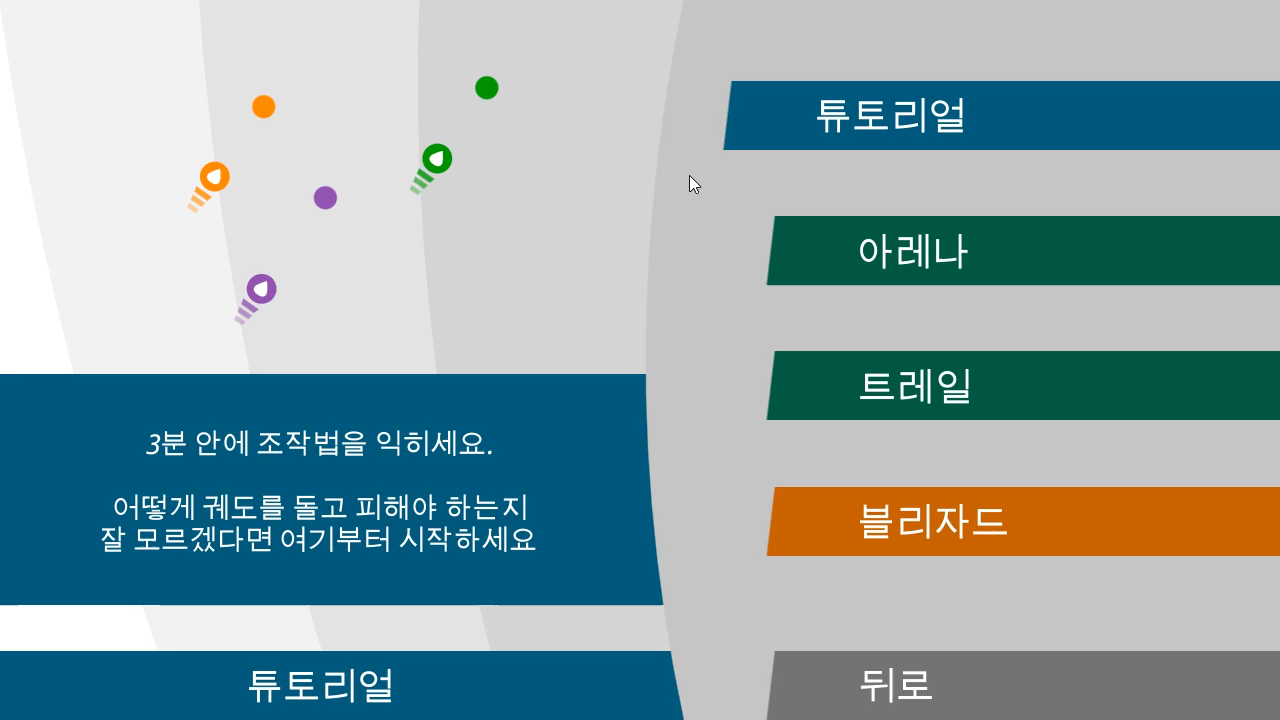 튜토리얼
아레나
트레일
블리자드
뒤로
3분 안에 조작법을 익히세요.
어떻게 궤도를 돌고 피해야 하는지
잘 모르겠다면 여기부터 시작하세요
튜토리얼